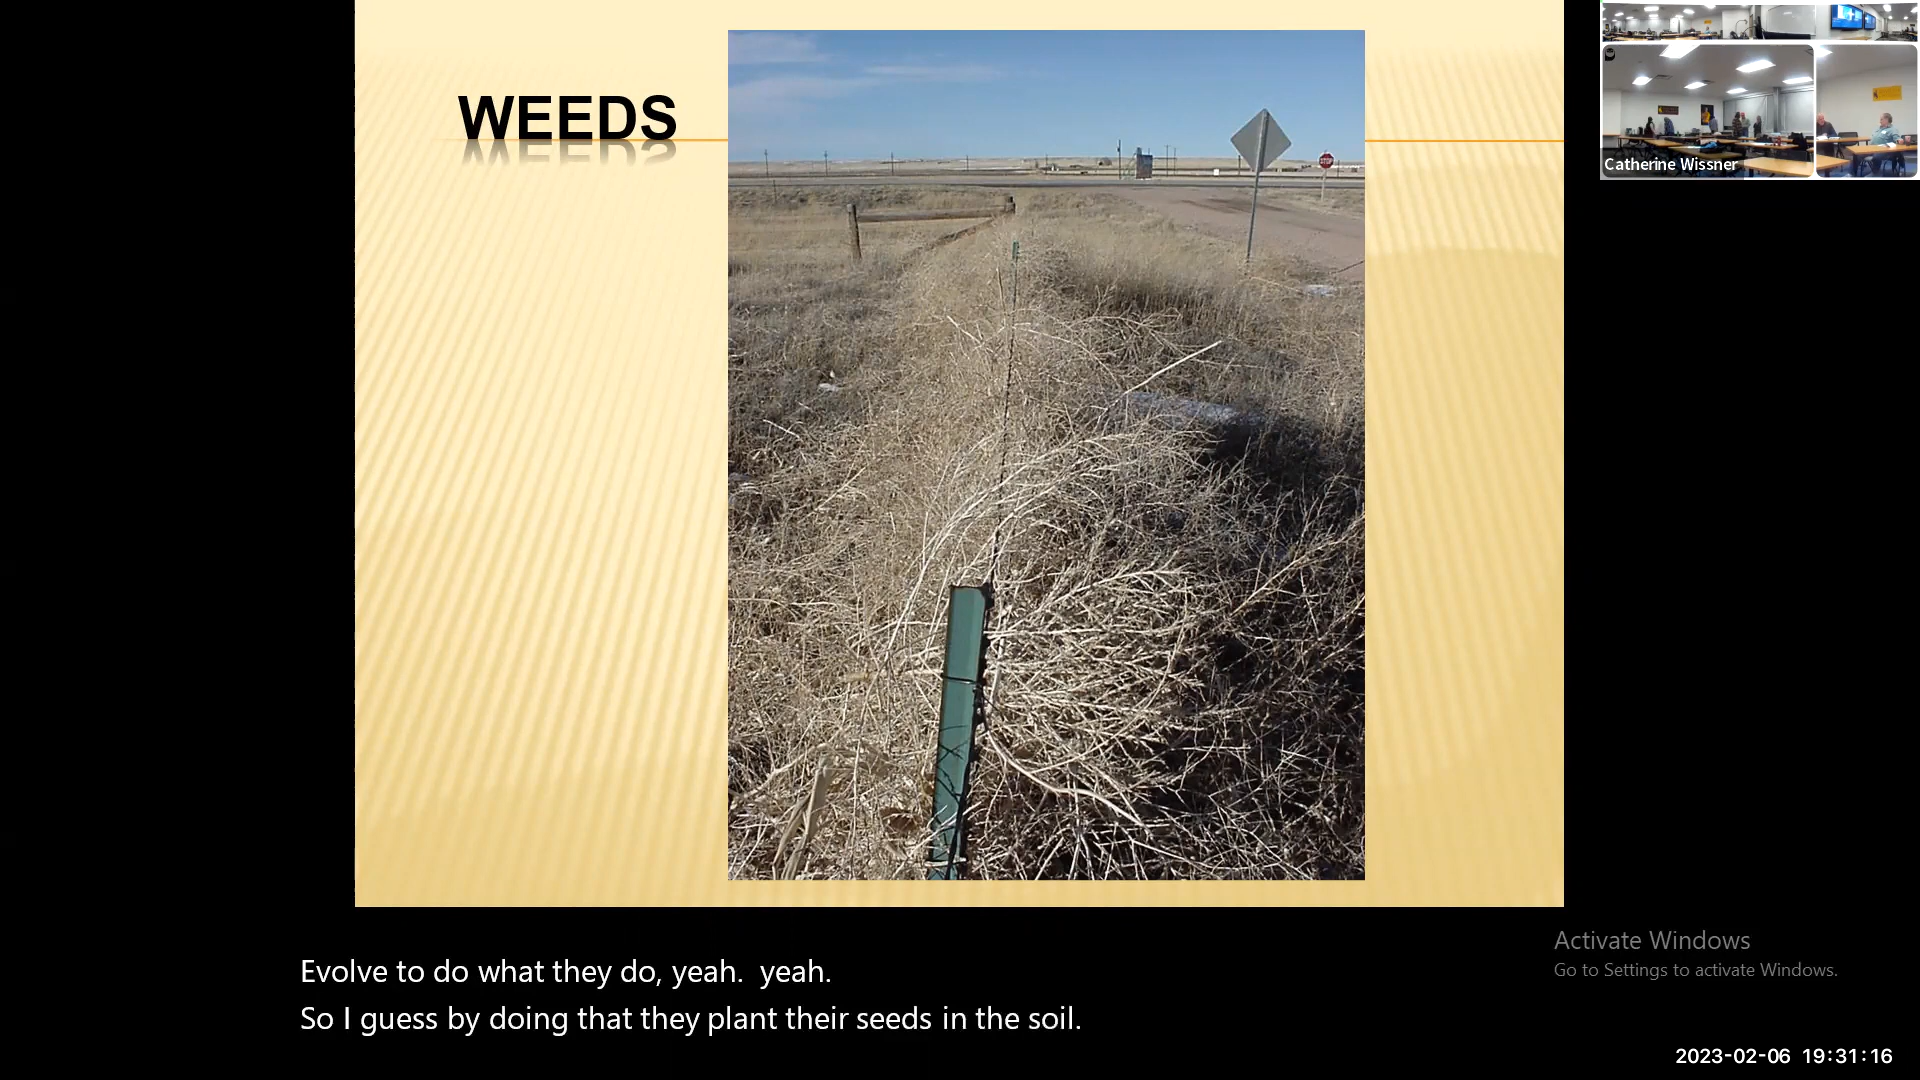 WEEDS
STOP
Catherine Wissner
Evolve to do what they do, yeah.  yeah.
So I guess by doing that they plant their seeds in the soil.
Activate Windows
Go to Settings to activate Windows.
2023-02-06 19:31:16